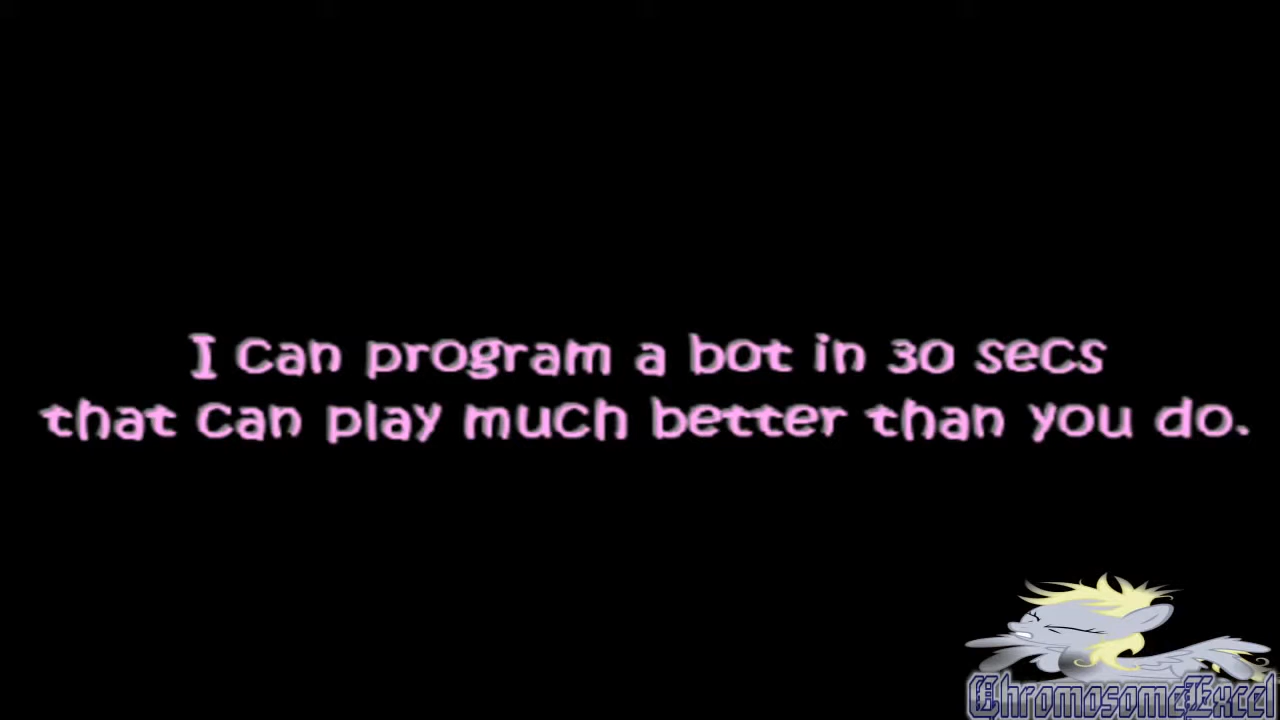 I can program a bot in 30 secs
that can play much better than you do.
ChromosomeExcel